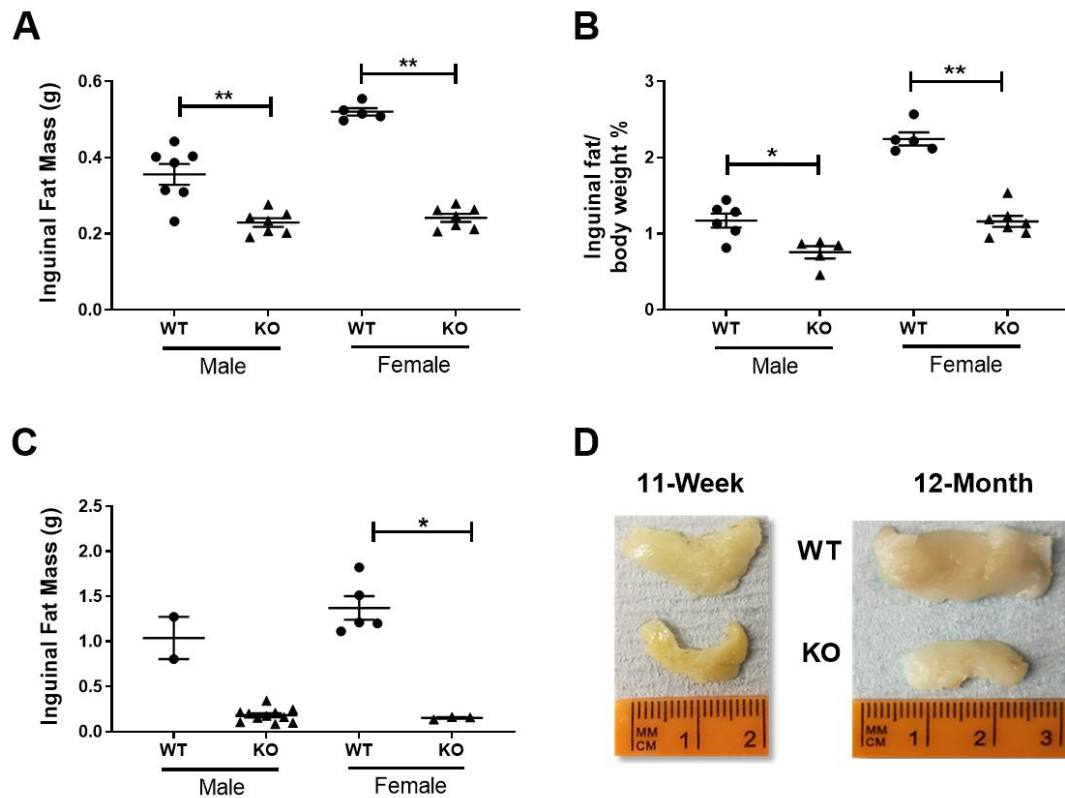 A
Inguinal Fat Mass (g)
0.6
0.4
0.2
0.0
**
**
WT KO WT KO
Male Female
B
Inguinal fat/
body weight %
3
2
1
0
*
**
WT KO WT KO
Male Female
C
Inguinal Fat Mass (g)
2.5
2.0
1.5
1.0
0.5
0.0
*
WT KO WT KO
Male Female
D
11-Week 12-Month
WT
KO
MM
CM 1 2
MM
CM 1 2 3